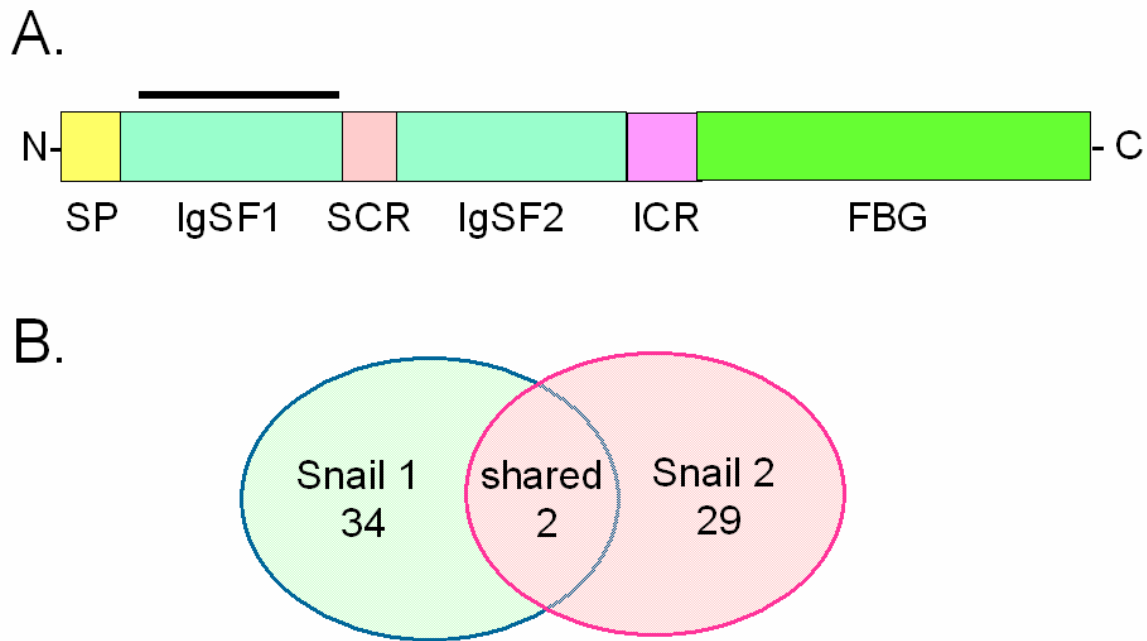 A.
N- - C
SP IgSF1 SCR IgSF2 ICR FBG
B.
Snail 1 shared Snail 2
34 2 29